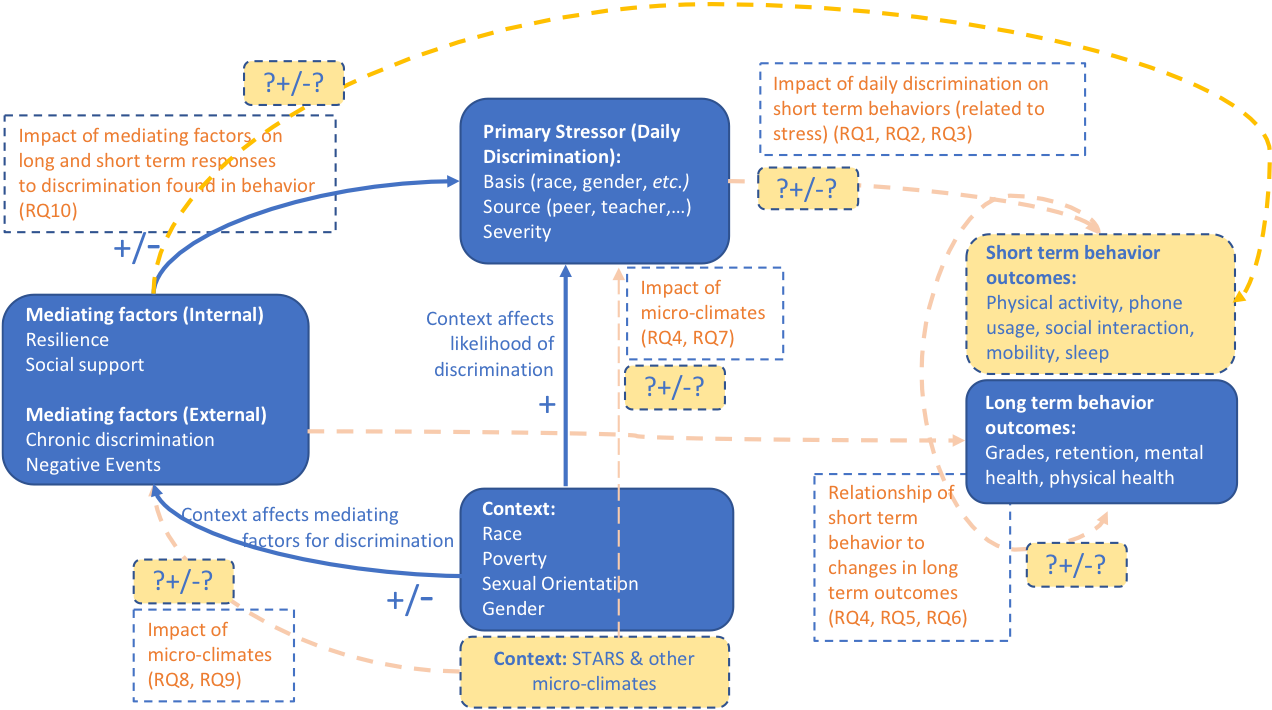 ?+/-?
Impact of mediating factors on
long and short term responses
to discrimination found in behavior
(RQ10)
+/-
Primary Stressor (Daily
Discrimination):
Basis (race, gender, etc.)
Source (peer, teacher,…)
Severity
Impact of daily discrimination on
short term behaviors (related to
stress) (RQ1, RQ2, RQ3)
?+/-?
Short term behavior
outcomes:
Physical activity, phone
usage, social interaction,
mobility, sleep
Mediating factors (Internal)
Resilience
Social support
Mediating factors (External)
Chronic discrimination
Negative Events
Context affects
likelihood of
discrimination
+
Impact of
micro-climates
(RQ4, RQ7)
?+/-?
Long term behavior
outcomes:
Grades, retention, mental
health, physical health
Relationship of
short term
behavior to
changes in long
term outcomes
(RQ4, RQ5, RQ6)
?+/-?
Context affects mediating
factors for discrimination
+/-
Context:
Race
Poverty
Sexual Orientation
Gender
?+/-?
Impact of
micro-climates
(RQ8, RQ9)
Context: STARS & other
micro-climates